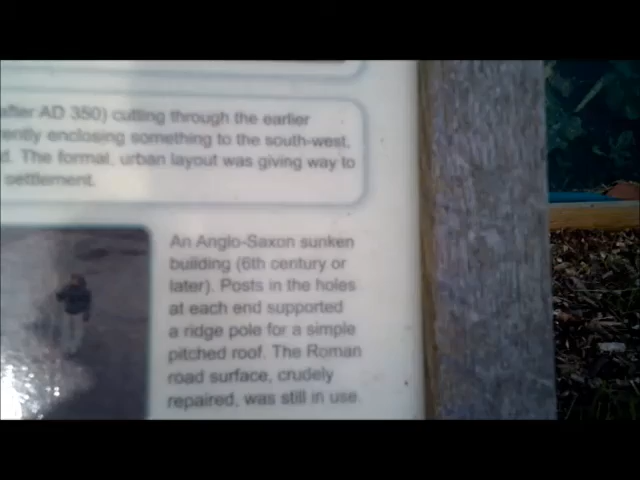 after AD 350) cutting through the earlier
ently enclosing something to the south-west,
d. The formal, urban layout was giving way to
settlement.
An Anglo-Saxon sunken
building (6th century or
later). Posts in the holes
at each end supported
a ridge pole for a simple
pitched roof. The Roman
road surface, crudely
repaired, was still in use.